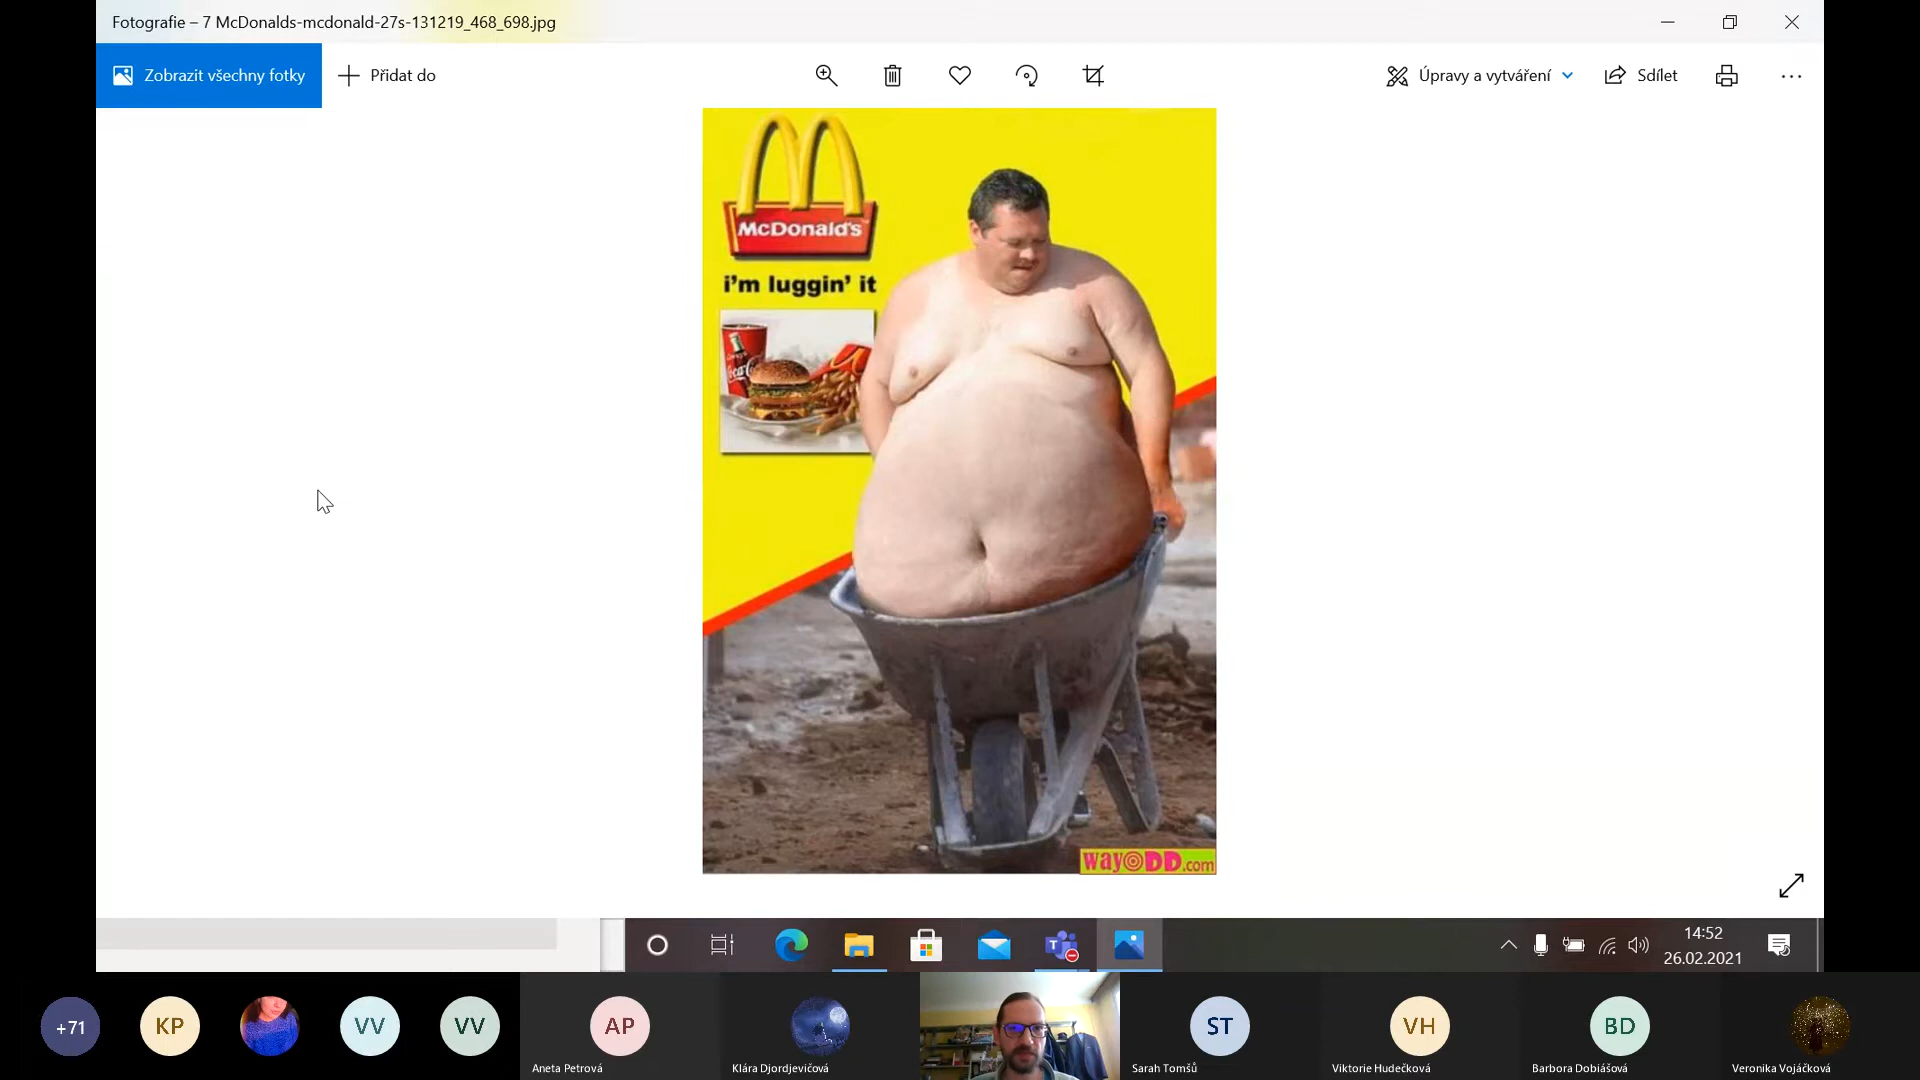 Fotografie – 7 McDonalds-mcdonald-27s-131219_468_698.jpg
Zobrazit všechny fotky
Přidat do
Úpravy a vytváření
Sdílet
McDonald's
i'm luggin' it
Coca-Cola
wayODD.com
14:52
26.02.2021
+71
KP
VV
VV
AP
ST
VH
BD
Aneta Petrová
Klára Djordjevičová
Sarah Tomšů
Viktorie Hudečková
Barbora Dobiášová
Veronika Vojáčková